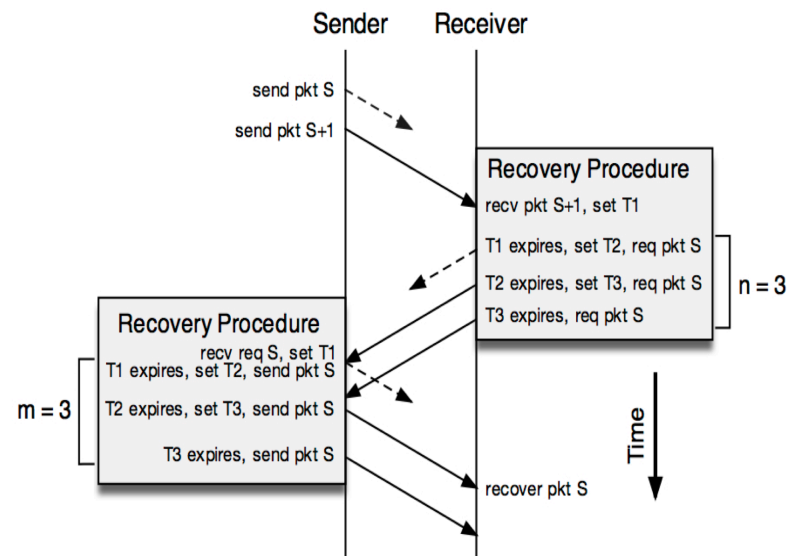 Sender
Receiver
send pkt S
send pkt S+1
Recovery Procedure
recv pkt S+1, set T1
T1 expires, set T2, req pkt S
T2 expires, set T3, req pkt S
T3 expires, req pkt S
n = 3
Recovery Procedure
recv req S, set T1
T1 expires, set T2, send pkt S
T2 expires, set T3, send pkt S
T3 expires, send pkt S
m = 3
Time
recover pkt S